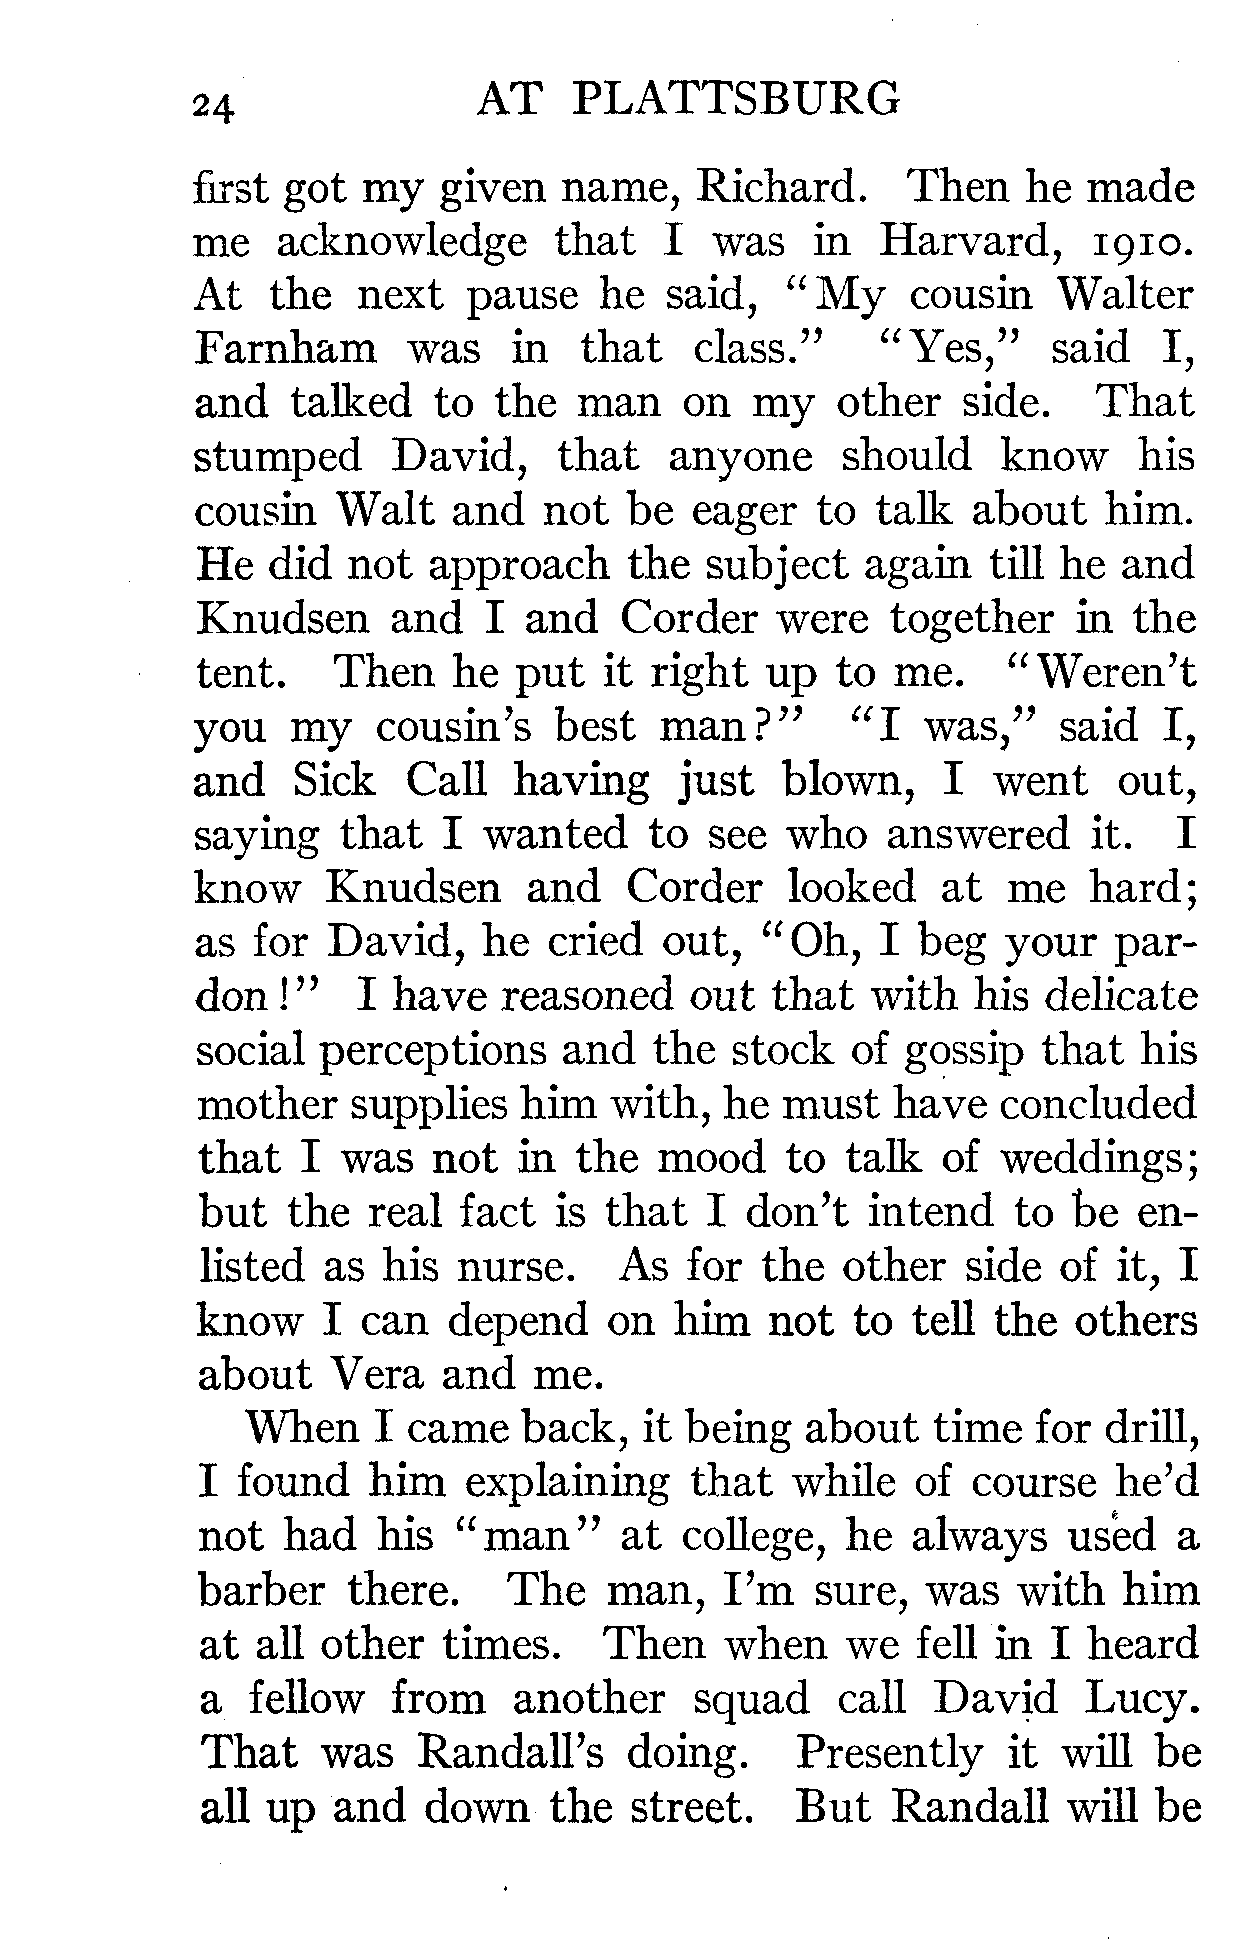 24 AT PLATTSBURG
first got my given name, Richard. Then he made
me acknowledge that I was in Harvard, 1910.
At the next pause he said, "My cousin Walter
Farnham was in that class." "Yes," said I,
and talked to the man on my other side. That
stumped David, that anyone should know his
cousin Walt and not be eager to talk about him.
He did not approach the subject again till he and
Knudsen and I and Corder were together in the
tent. Then he put it right up to me. "Weren't
you my cousin's best man?" "I was," said I,
and Sick Call having just blown, I went out,
saying that I wanted to see who answered it. I
know Knudsen and Corder looked at me hard;
as for David, he cried out, "Oh, I beg your par-
don!" I have reasoned out that with his delicate
social perceptions and the stock of gossip that his
mother supplies him with, he must have concluded
that I was not in the mood to talk of weddings;
but the real fact is that I don't intend to be en-
listed as his nurse. As for the other side of it, I
know I can depend on him not to tell the others
about Vera and me.
When I came back, it being about time for drill,
I found him explaining that while of course he'd
not had his "man" at college, he always used a
barber there. The man, I'm sure, was with him
at all other times. Then when we fell in I heard
a fellow from another squad call David Lucy.
That was Randall's doing. Presently it will be
all up and down the street. But Randall will be